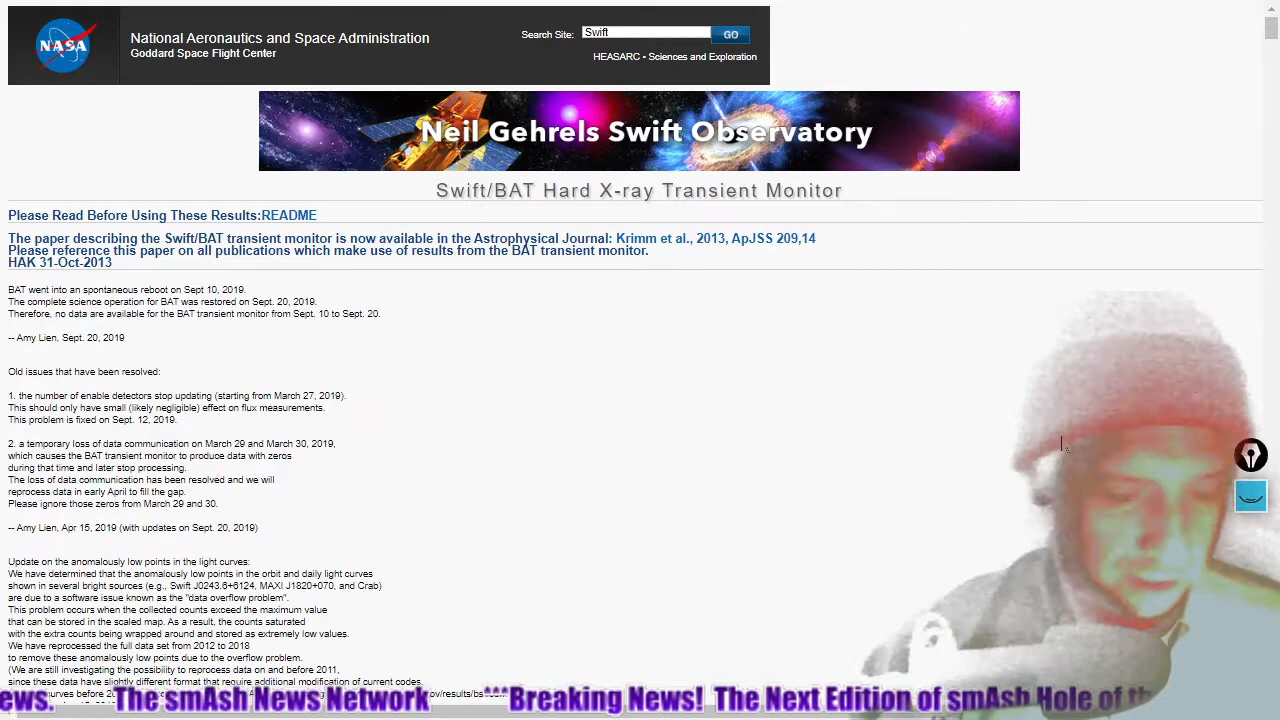 NASA
National Aeronautics and Space Administration
Goddard Space Flight Center
Search Site: Swift GO
HEASARC • Sciences and Exploration
Neil Gehrels Swift Observatory
Swift/BAT Hard X-ray Transient Monitor
Please Read Before Using These Results:README
The paper describing the Swift/BAT transient monitor is now available in the Astrophysical Journal: Krimm et al., 2013, ApJSS 209,14
Please reference this paper on all publications which make use of results from the BAT transient monitor.
HAK 31-Oct-2013
BAT went into an spontaneous reboot on Sept 10, 2019.
The complete science operation for BAT was restored on Sept. 20, 2019.
Therefore, no data are available for the BAT transient monitor from Sept. 10 to Sept. 20.
-- Amy Lien, Sept. 20, 2019
Old issues that have been resolved:
1. the number of enable detectors stop updating (starting from March 27, 2019).
This should only have small (likely negligible) effect on flux measurements.
This problem is fixed on Sept. 12, 2019.
2. a temporary loss of data communication on March 29 and March 30, 2019,
which causes the BAT transient monitor to produce data with zeros
during that time and later stop processing.
The loss of data communication has been resolved and we will
reprocess data in early April to fill the gap.
Please ignore those zeros from March 29 and 30.
-- Amy Lien, Apr 15, 2019 (with updates on Sept. 20, 2019)
Update on the anomalously low points in the light curves:
We have determined that the anomalously low points in the orbit and daily light curves
shown in several bright sources (e.g., Swift J0243.6+6124, MAXI J1820+070, and Crab)
are due to a software issue known as the "data overflow problem".
This problem occurs when the collected counts exceed the maximum value
that can be stored in the scaled map. As a result, the counts saturated
with the extra counts being wrapped around and stored as extremely low values.
We have reprocessed the full data set from 2012 to 2018
to remove these anomalously low points due to the overflow problem.
(We are still investigating the possibility to reprocess data on and before 2011,
since these data have slightly different format that require additional modification of current codes.
ews. The smAsh News Network ***Breaking News! The Next Edition of smAsh Hole of th